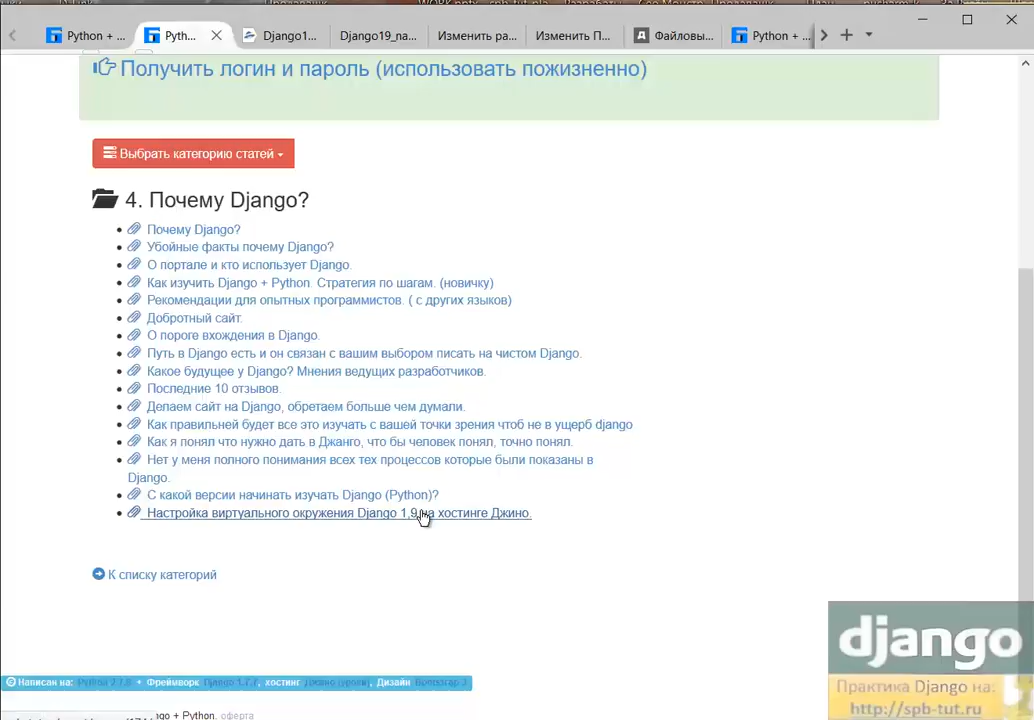 Python + ...
Pyth...
Django1...
Django19_na...
Изменить ра...
Изменить П...
Файловы...
Python + ...
Получить логин и пароль (использовать пожизненно)
Выбрать категорию статей
4. Почему Django?
Почему Django?
Убойные факты почему Django?
О портале и кто использует Django.
Как изучить Django + Python. Стратегия по шагам. (новичку)
Рекомендации для опытных программистов. ( с других языков)
Добротный сайт.
О пороге вхождения в Django.
Путь в Django есть и он связан с вашим выбором писать на чистом Django.
Какое будущее у Django? Мнения ведущих разработчиков.
Последние 10 отзывов.
Делаем сайт на Django, обретаем больше чем думали.
Как правильней будет все это изучать с вашей точки зрения чтоб не в ущерб django
Как я понял что нужно дать в Джанго, что бы человек понял, точно понял.
Нет у меня полного понимания всех тех процессов которые были показаны в
Django.
С какой версии начинать изучать Django (Python)?
Настройка виртуального окружения Django 1,9 на хостинге Джино.
К списку категорий
django
Практика Django на:
http://spb-tut.ru
Написан на: + Фреймворк Django 1.7.7, хостинг Джино (уроки), Дизайн
go + Python. оферта